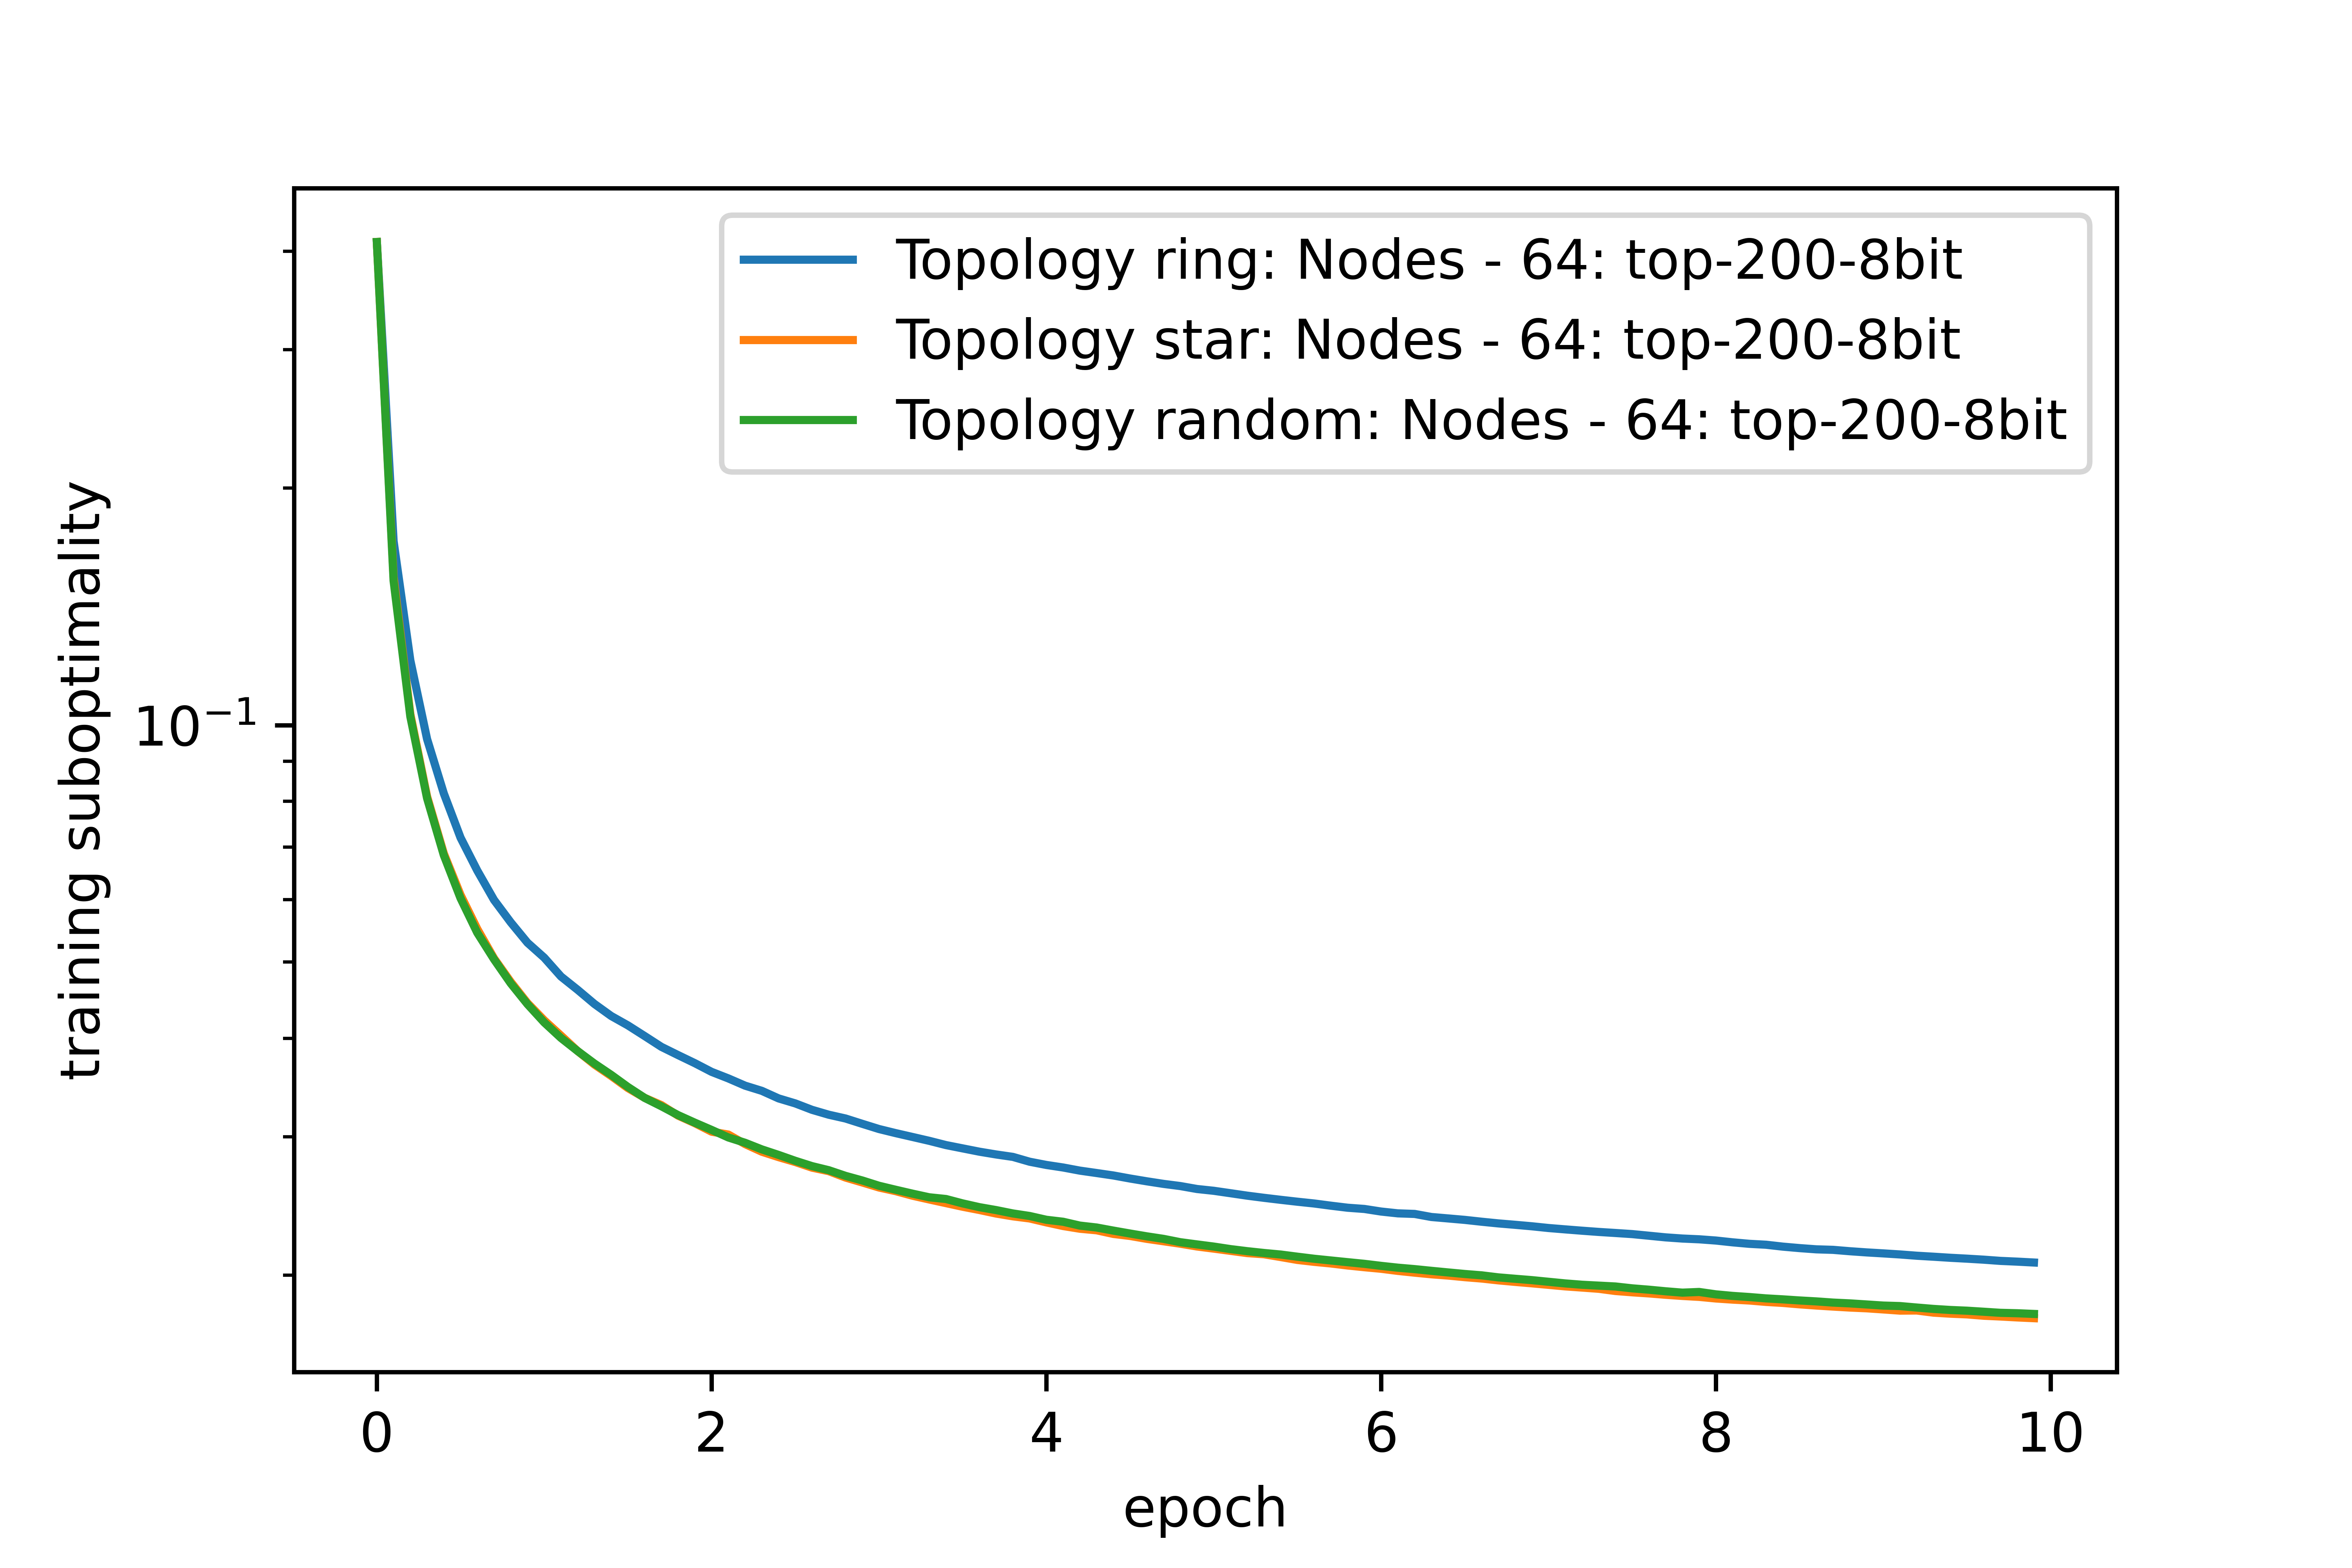 Topology ring: Nodes - 64: top-200-8bit
Topology star: Nodes - 64: top-200-8bit
Topology random: Nodes - 64: top-200-8bit
training suboptimality
10⁻¹
0 2 4 6 8 10
epoch